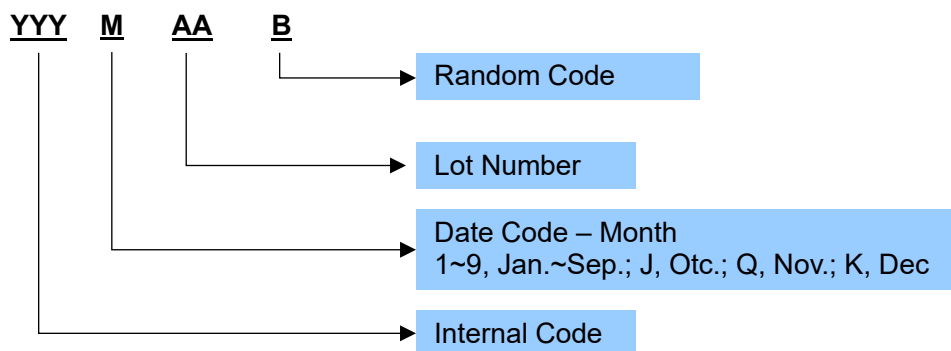 YYY M AA B
Random Code
Lot Number
Date Code – Month
1~9, Jan.~Sep.; J, Otc.; Q, Nov.; K, Dec
Internal Code